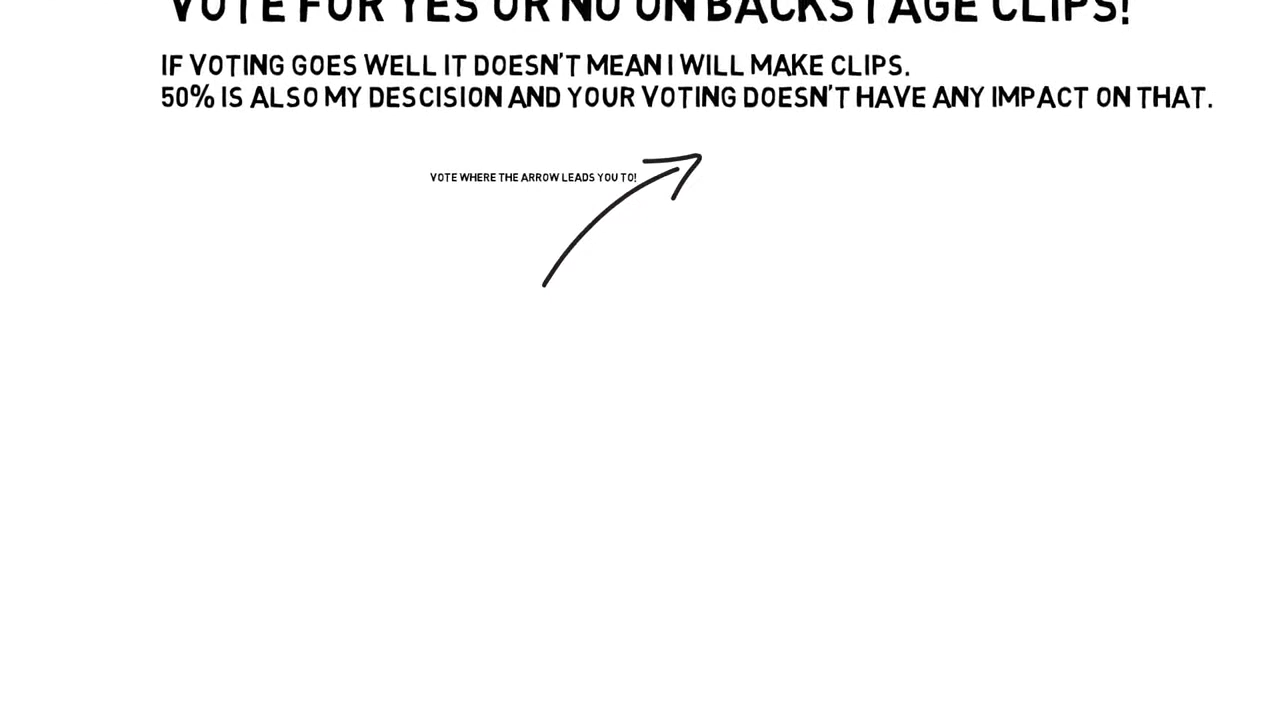 VOTE FOR YES OR NO ON BACKSTAGE CLIPS!
IF VOTING GOES WELL IT DOESN'T MEAN I WILL MAKE CLIPS.
50% IS ALSO MY DESCISION AND YOUR VOTING DOESN'T HAVE ANY IMPACT ON THAT.
VOTE WHERE THE ARROW LEADS YOU TO!